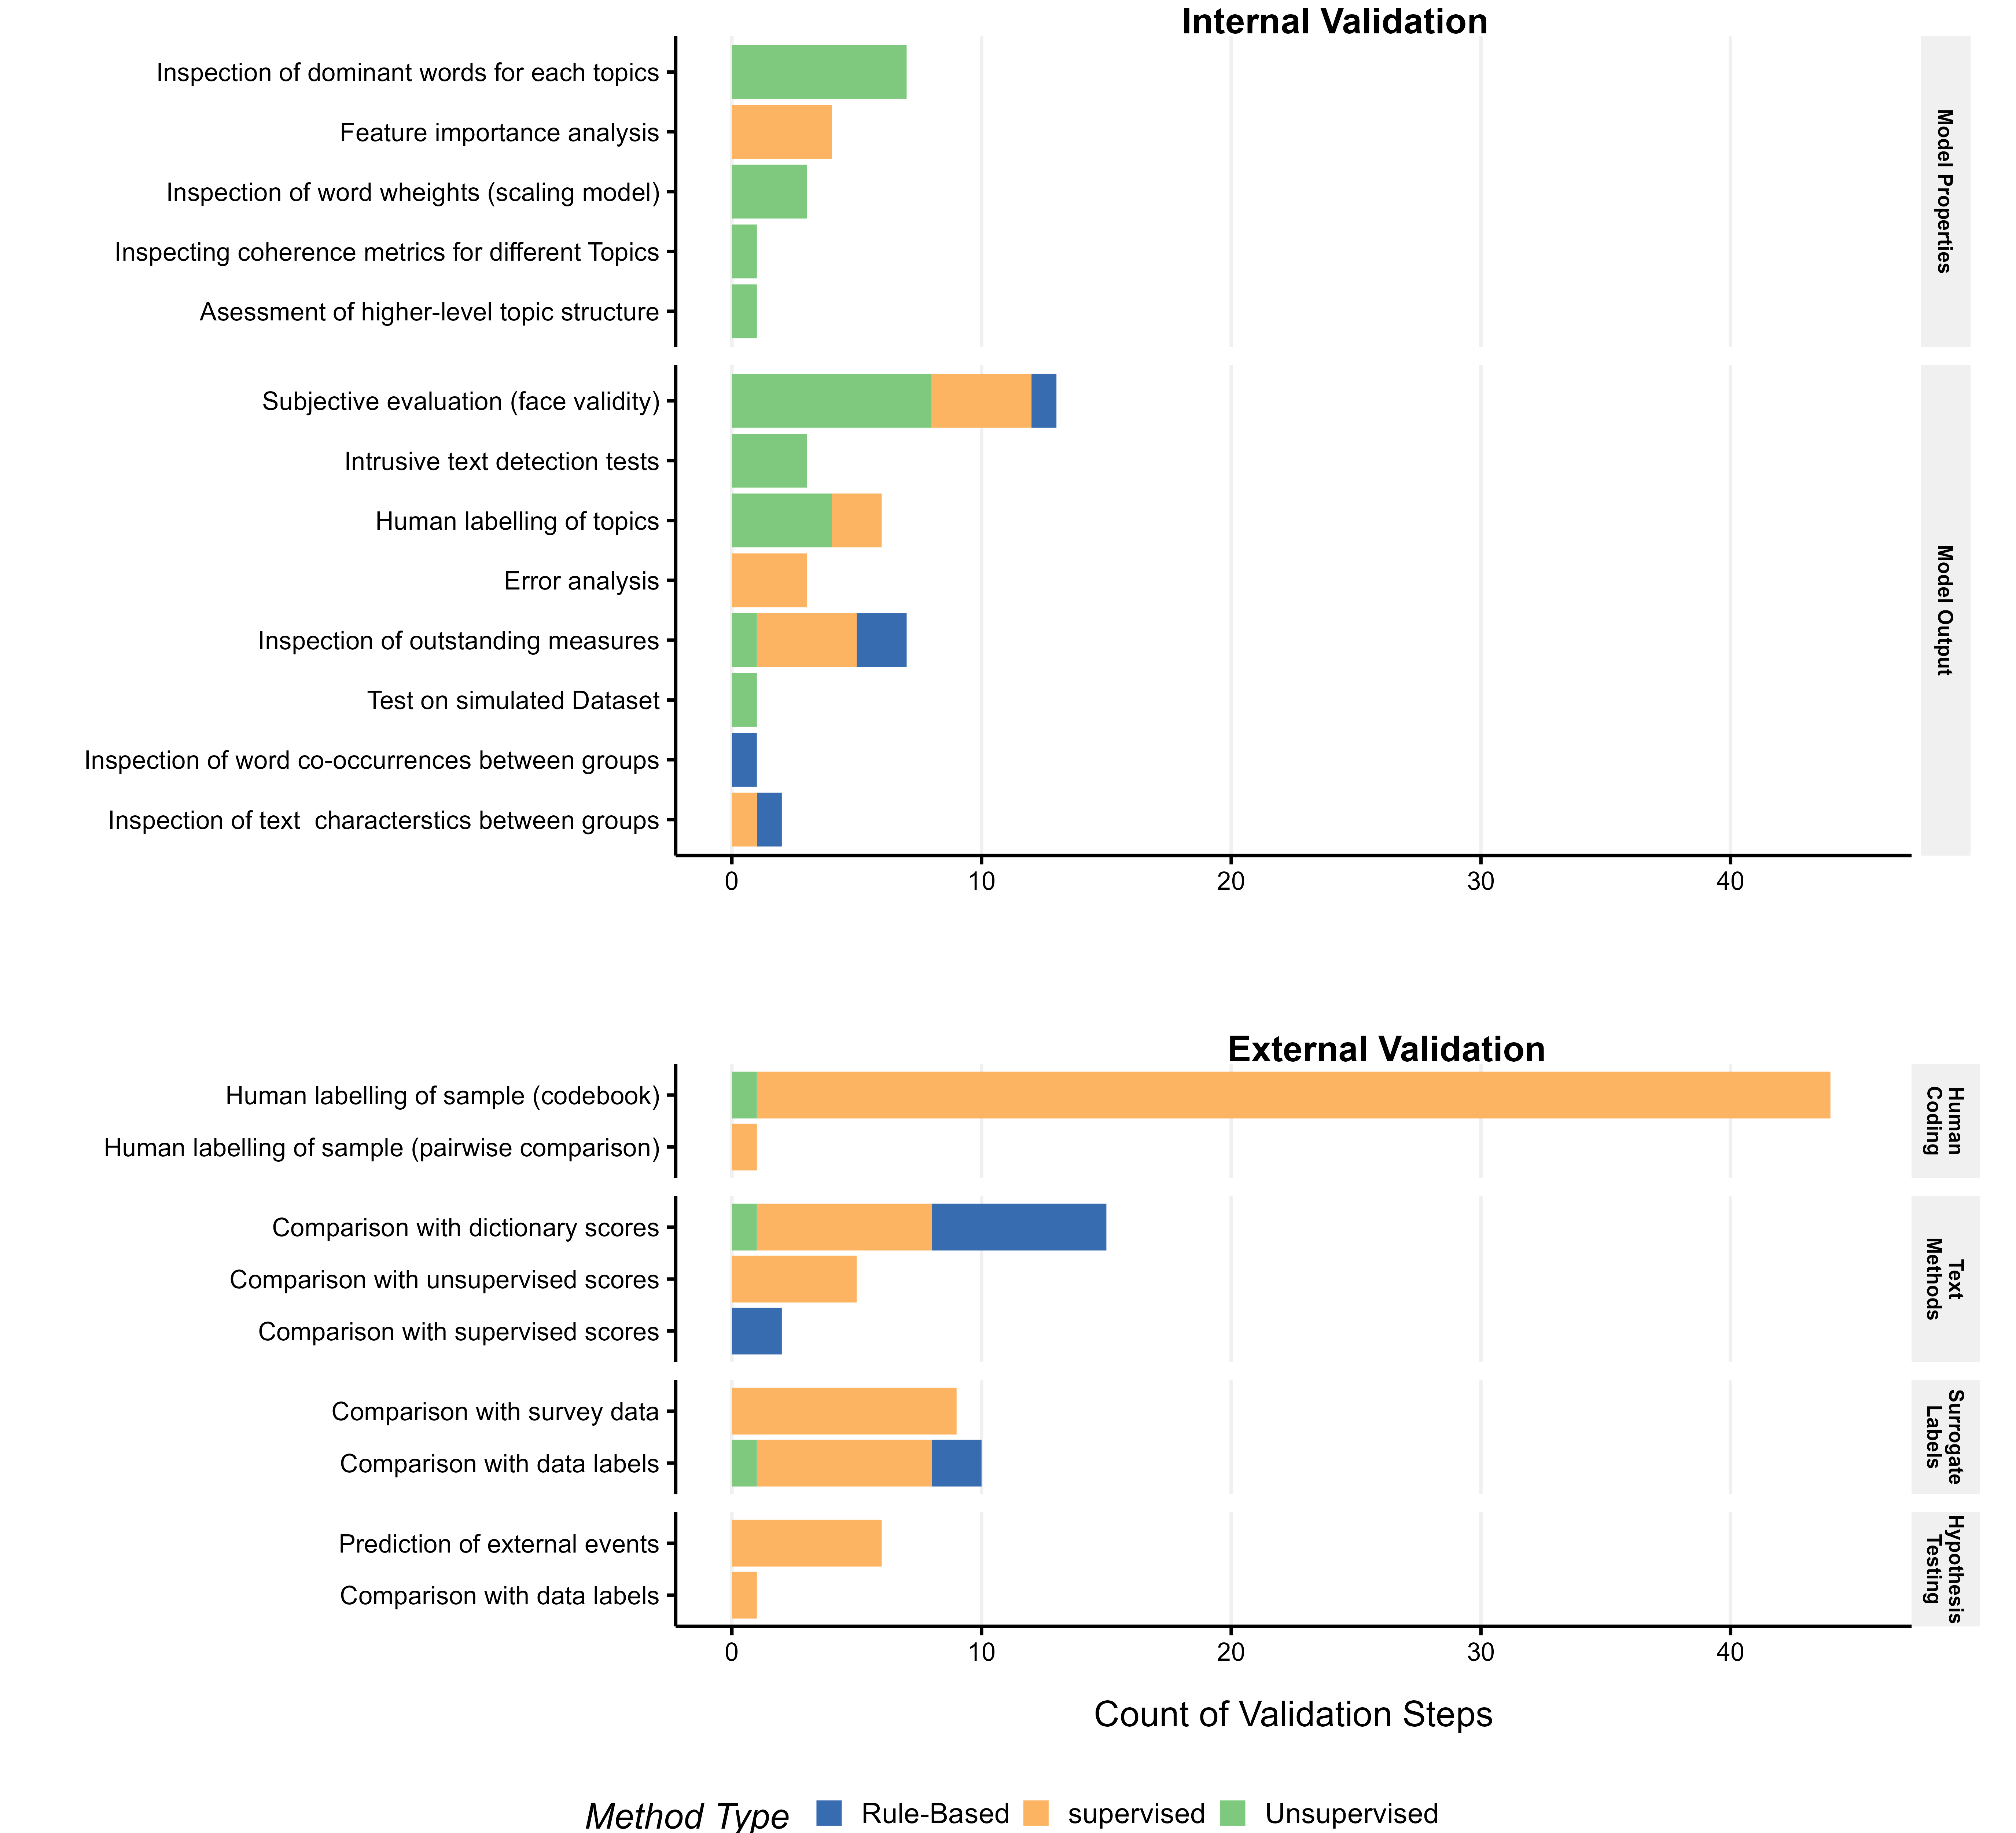 Internal Validation
Inspection of dominant words for each topics
Feature importance analysis
Inspection of word wheights (scaling model)
Inspecting coherence metrics for different Topics
Asessment of higher-level topic structure
Model Properties
Subjective evaluation (face validity)
Intrusive text detection tests
Human labelling of topics
Error analysis
Inspection of outstanding measures
Test on simulated Dataset
Inspection of word co-occurrences between groups
Inspection of text  characterstics between groups
Model Output
0 10 20 30 40
External Validation
Human labelling of sample (codebook)
Human labelling of sample (pairwise comparison)
Human
Coding
Comparison with dictionary scores
Comparison with unsupervised scores
Comparison with supervised scores
Text
Methods
Comparison with survey data
Comparison with data labels
Surrogate
Labels
Prediction of external events
Comparison with data labels
Hypothesis
Testing
0 10 20 30 40
Count of Validation Steps
Method Type Rule-Based supervised Unsupervised